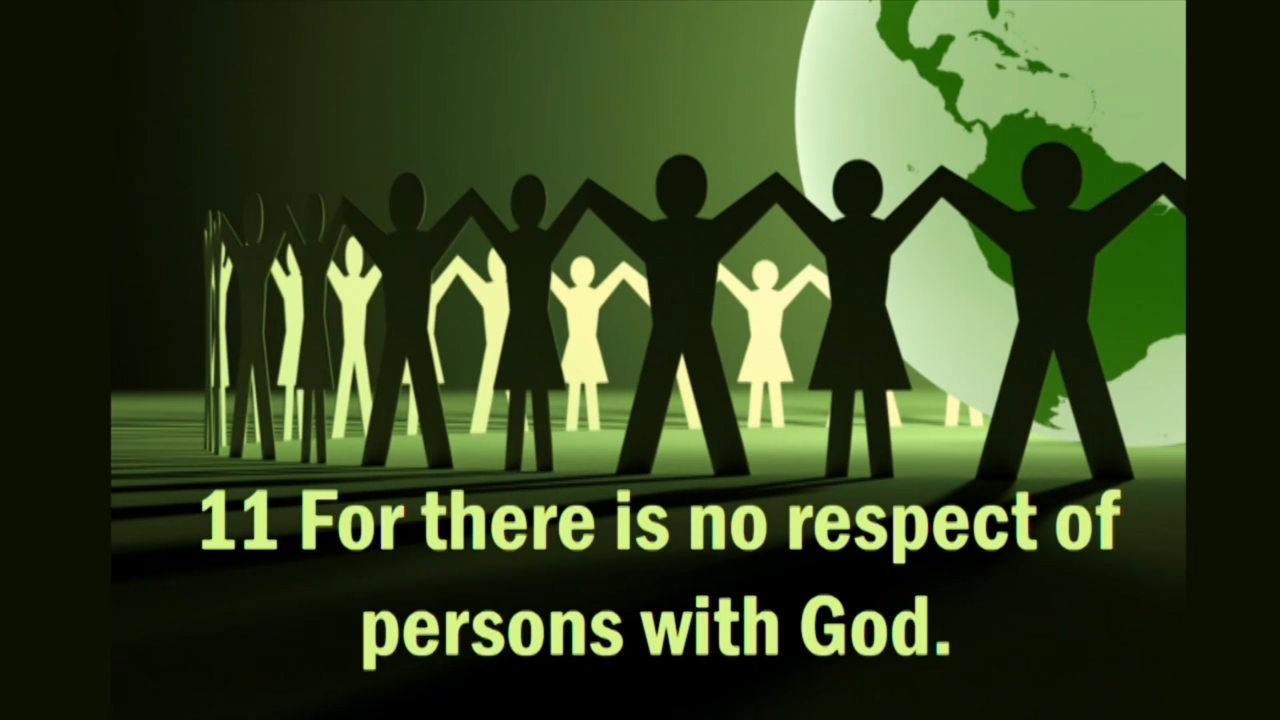 11 For there is no respect of
persons with God.